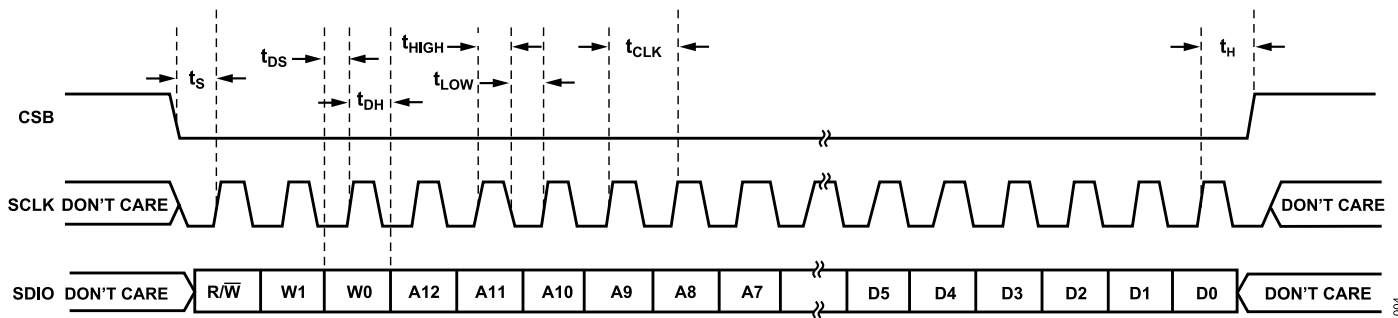 tDS
tHIGH
tCLK
tH
tS
tLOW
tDH
CSB
SCLK DON'T CARE
DON'T CARE
SDIO DON'T CARE R/W̅ W1 W0 A12 A11 A10 A9 A8 A7 D5 D4 D3 D2 D1 D0 DON'T CARE